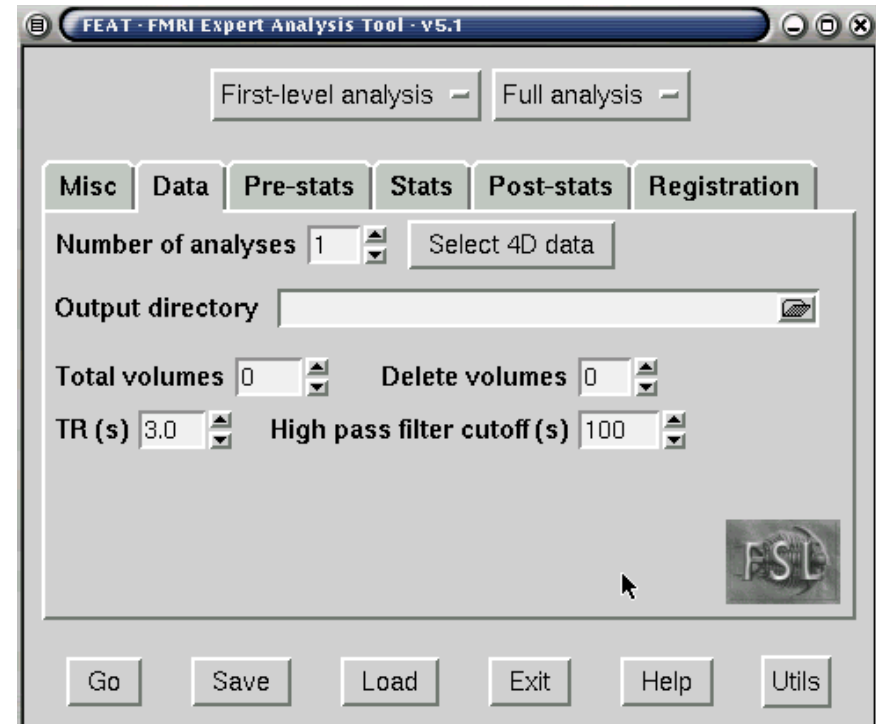 FEAT - FMRI Expert Analysis Tool - v5.1
First-level analysis Full analysis
Misc Data Pre-stats Stats Post-stats Registration
Number of analyses 1 Select 4D data
Output directory
Total volumes 0 Delete volumes 0
TR (s) 3.0 High pass filter cutoff (s) 100
FSL
Go Save Load Exit Help Utils